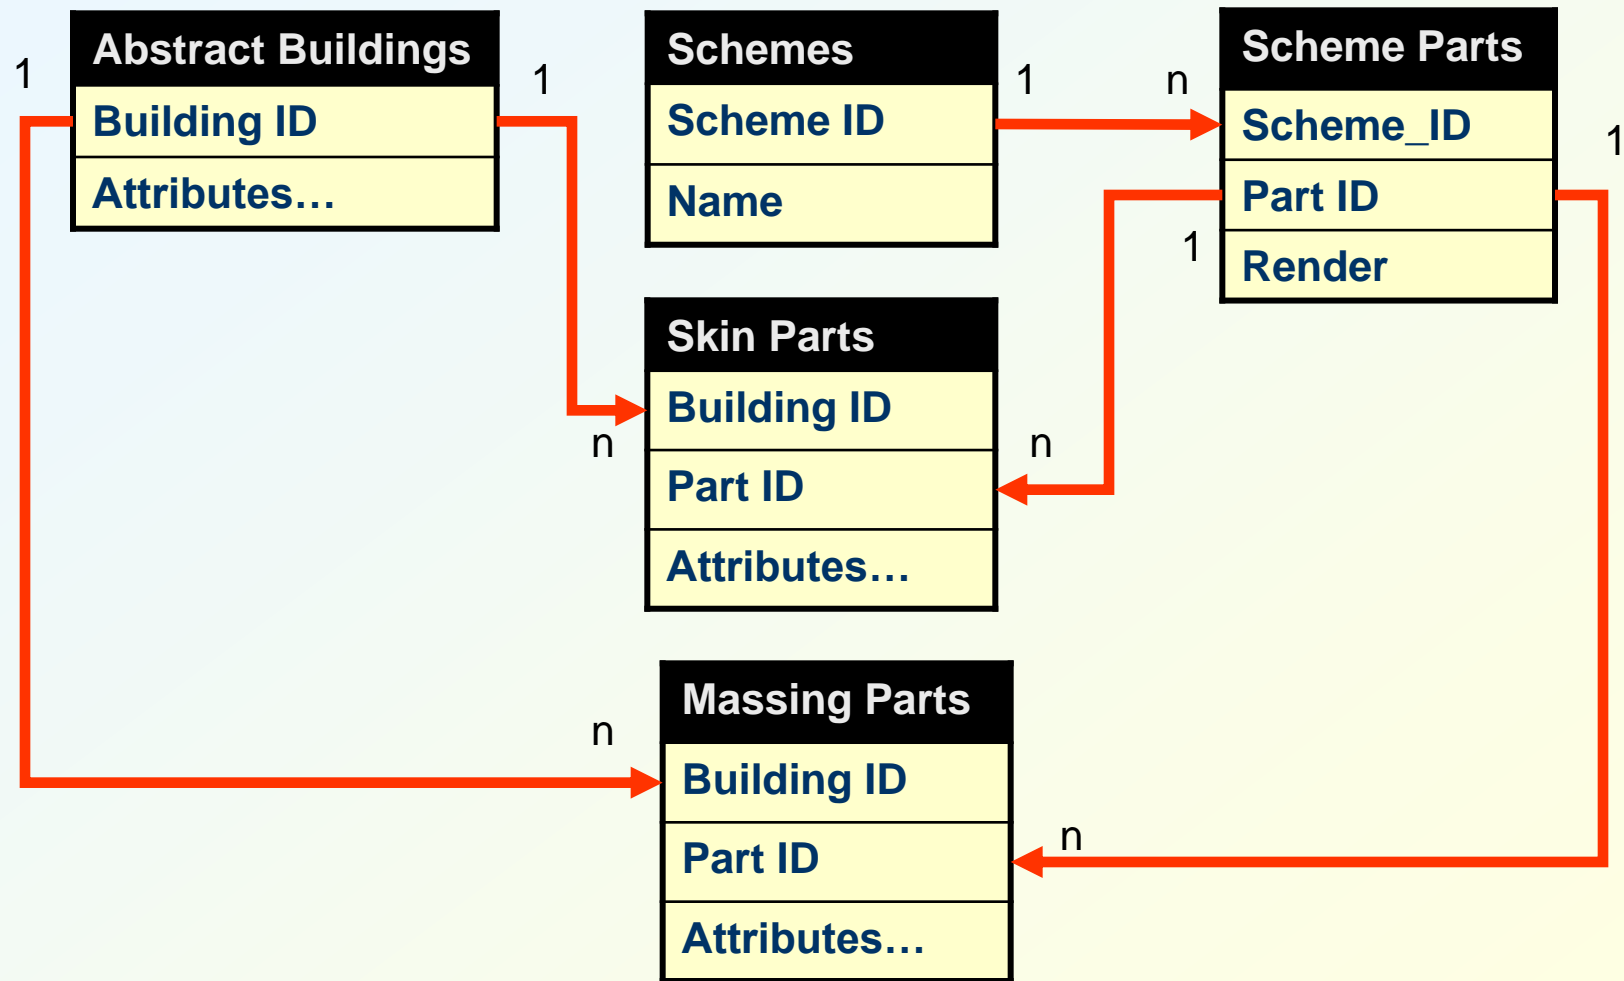 Abstract Buildings
Building ID
Attributes…
Schemes
Scheme ID
Name
Scheme Parts
Scheme_ID
Part ID
Render
Skin Parts
Building ID
Part ID
Attributes…
Massing Parts
Building ID
Part ID
Attributes…
1
1
1
n
1
1
n
n
n
n